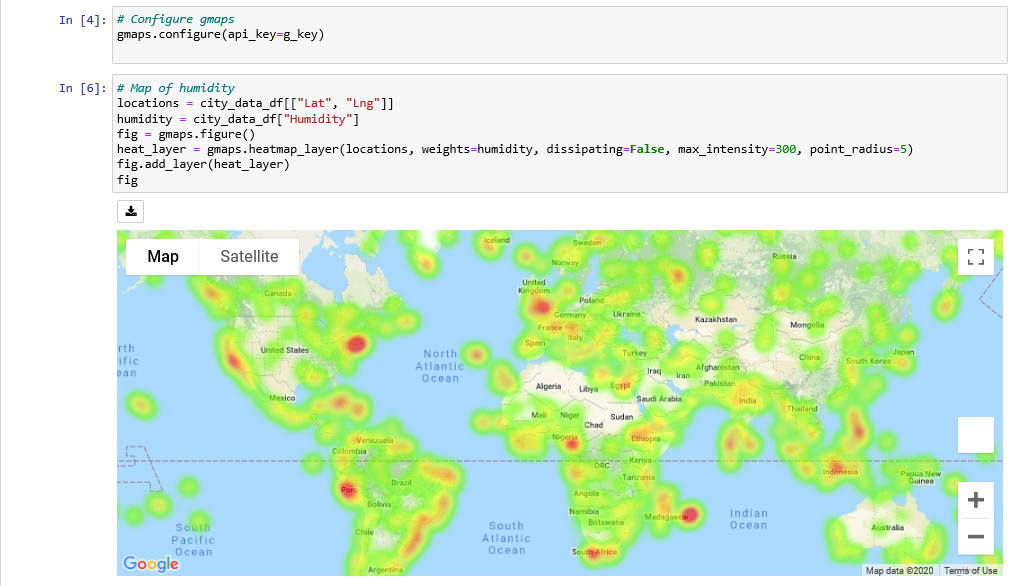 In [4]: # Configure gmaps
gmaps.configure(api_key=g_key)
In [6]: # Map of humidity
locations = city_data_df[["Lat", "Lng"]]
humidity = city_data_df["Humidity"]
fig = gmaps.figure()
heat_layer = gmaps.heatmap_layer(locations, weights=humidity, dissipating=False, max_intensity=300, point_radius=5)
fig.add_layer(heat_layer)
fig
Map Satellite
Iceland
Sweden
Norway
Russia
Canada
United
Kingdom
Poland
Germany
Ukraine
Kazakhstan
Mongolia
France
Italy
Spain
Turkey
United States
North
Atlantic
Ocean
China
South Korea
Japan
rth
ific
ean
Iraq
Iran
Afghanistan
Pakistan
Algeria
Libya
Egypt
Saudi Arabia
Mexico
India
Mali
Niger
Chad
Sudan
Thailand
Nigeria
Ethiopia
Venezuela
Colombia
DRC
Kenya
Tanzania
Indonesia
Papua New
Guinea
Peru
Brazil
Bolivia
Angola
Namibia
Botswana
Madagascar
Indian
Ocean
Chile
South
Pacific
Ocean
South
Atlantic
Ocean
South Africa
Australia
Argentina
Google
Map data ©2020 Terms of Use